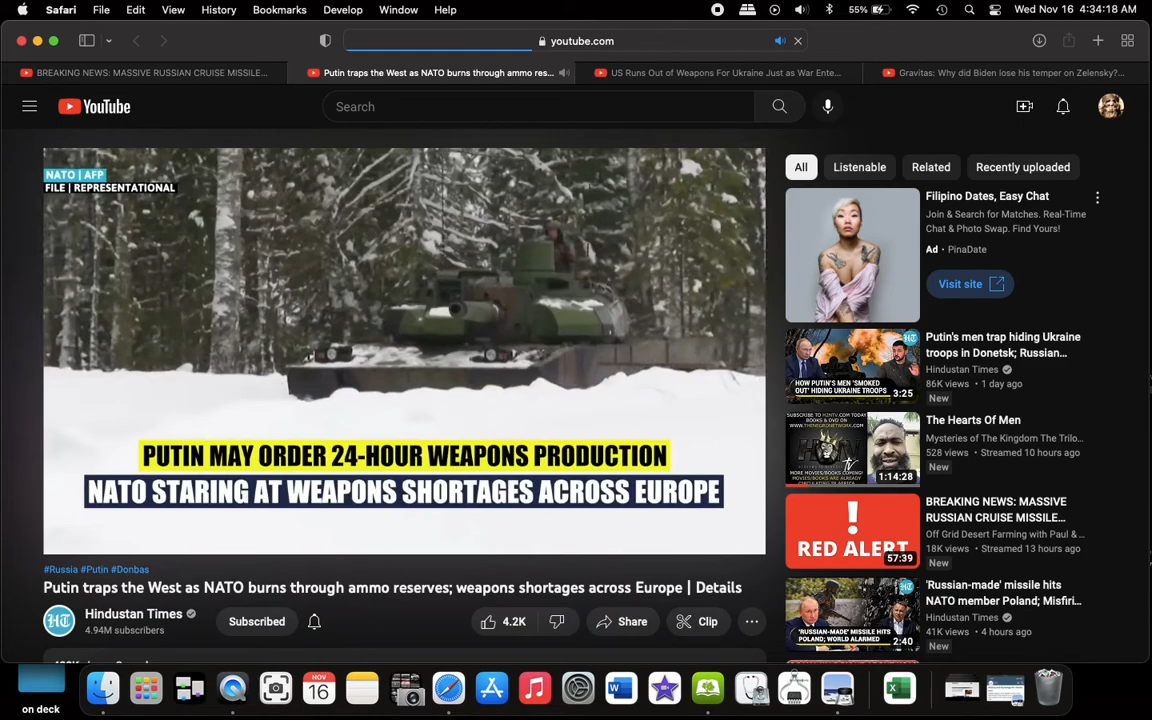 Safari File Edit View History Bookmarks Develop Window Help 55% Wed Nov 16 4:34:18 AM
youtube.com
BREAKING NEWS: MASSIVE RUSSIAN CRUISE MISSILE...
Putin traps the West as NATO burns through ammo res...
US Runs Out of Weapons For Ukraine Just as War Ente...
Gravitas: Why did Biden lose his temper on Zelensky?...
YouTube
Search
NATO | AFP
FILE | REPRESENTATIONAL
PUTIN MAY ORDER 24-HOUR WEAPONS PRODUCTION
NATO STARING AT WEAPONS SHORTAGES ACROSS EUROPE
#Russia #Putin #Donbas
Putin traps the West as NATO burns through ammo reserves; weapons shortages across Europe | Details
HT
Hindustan Times
4.94M subscribers
Subscribed
4.2K
Share
Clip
All Listenable Related Recently uploaded
Filipino Dates, Easy Chat
Join & Search for Matches. Real-Time
Chat & Photo Swap. Find Yours!
Ad · PinaDate
Visit site
HT
HOW PUTIN'S MEN 'SMOKED
OUT' HIDING UKRAINE TROOPS
3:25
Putin's men trap hiding Ukraine
troops in Donetsk; Russian...
Hindustan Times
86K views · 1 day ago
New
SUBSCRIBE TO H2NTV.COM TODAY
BOOKS & DVD ON
MORE MOVIES/BOOKS COMING!
1:14:28
The Hearts Of Men
Mysteries of The Kingdom The Trilo...
528 views · Streamed 10 hours ago
New
!
RED ALERT
57:39
BREAKING NEWS: MASSIVE
RUSSIAN CRUISE MISSILE...
Off Grid Desert Farming with Paul & ...
18K views · Streamed 13 hours ago
New
HT
'RUSSIAN-MADE' MISSILE HITS
POLAND; WORLD ALARMED
2:40
'Russian-made' missile hits
NATO member Poland; Misfiri...
Hindustan Times
41K views · 4 hours ago
New
on deck
NOV
16